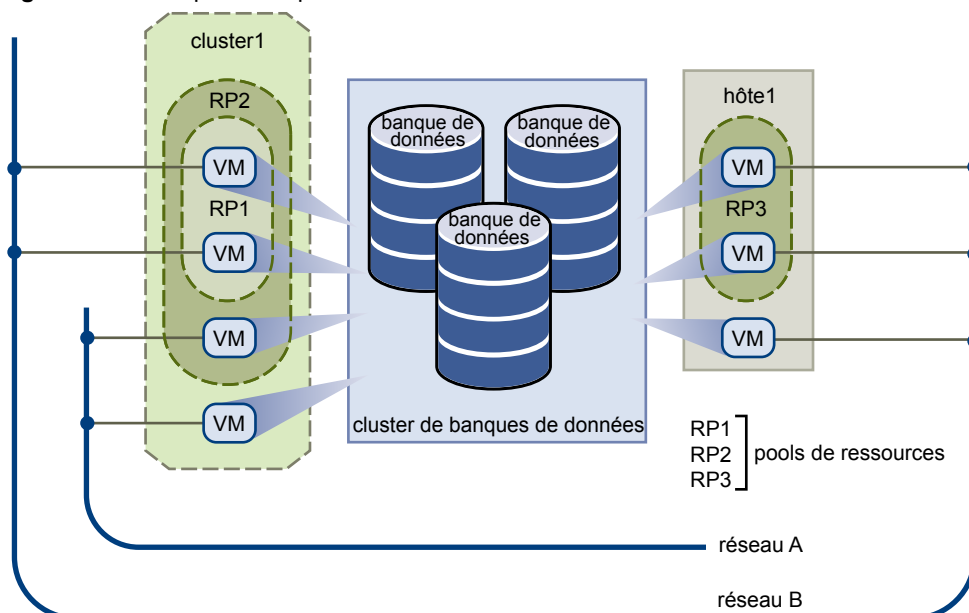 cluster1
RP2
VM
RP1
VM
VM
VM
banque de
données
banque de
données
banque de
données
cluster de banques de données
hôte1
VM
RP3
VM
VM
RP1
RP2
RP3
pools de ressources
réseau A
réseau B